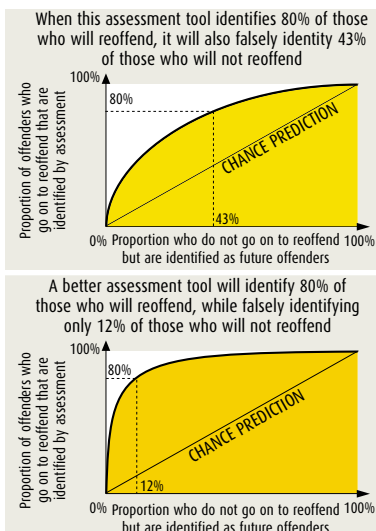 When this assessment tool identifies 80% of those
who will reoffend, it will also falsely identity 43%
of those who will not reoffend
100%
80%
Proportion of offenders who
go on to reoffend that are
identified by assessment
CHANCE PREDICTION
43%
0% Proportion who do not go on to reoffend 100%
but are identified as future offenders
A better assessment tool will identify 80% of
those who will reoffend, while falsely identifying
only 12% of those who will not reoffend
100%
80%
Proportion of offenders who
go on to reoffend that are
identified by assessment
CHANCE PREDICTION
12%
0% Proportion who do not go on to reoffend 100%
but are identified as future offenders